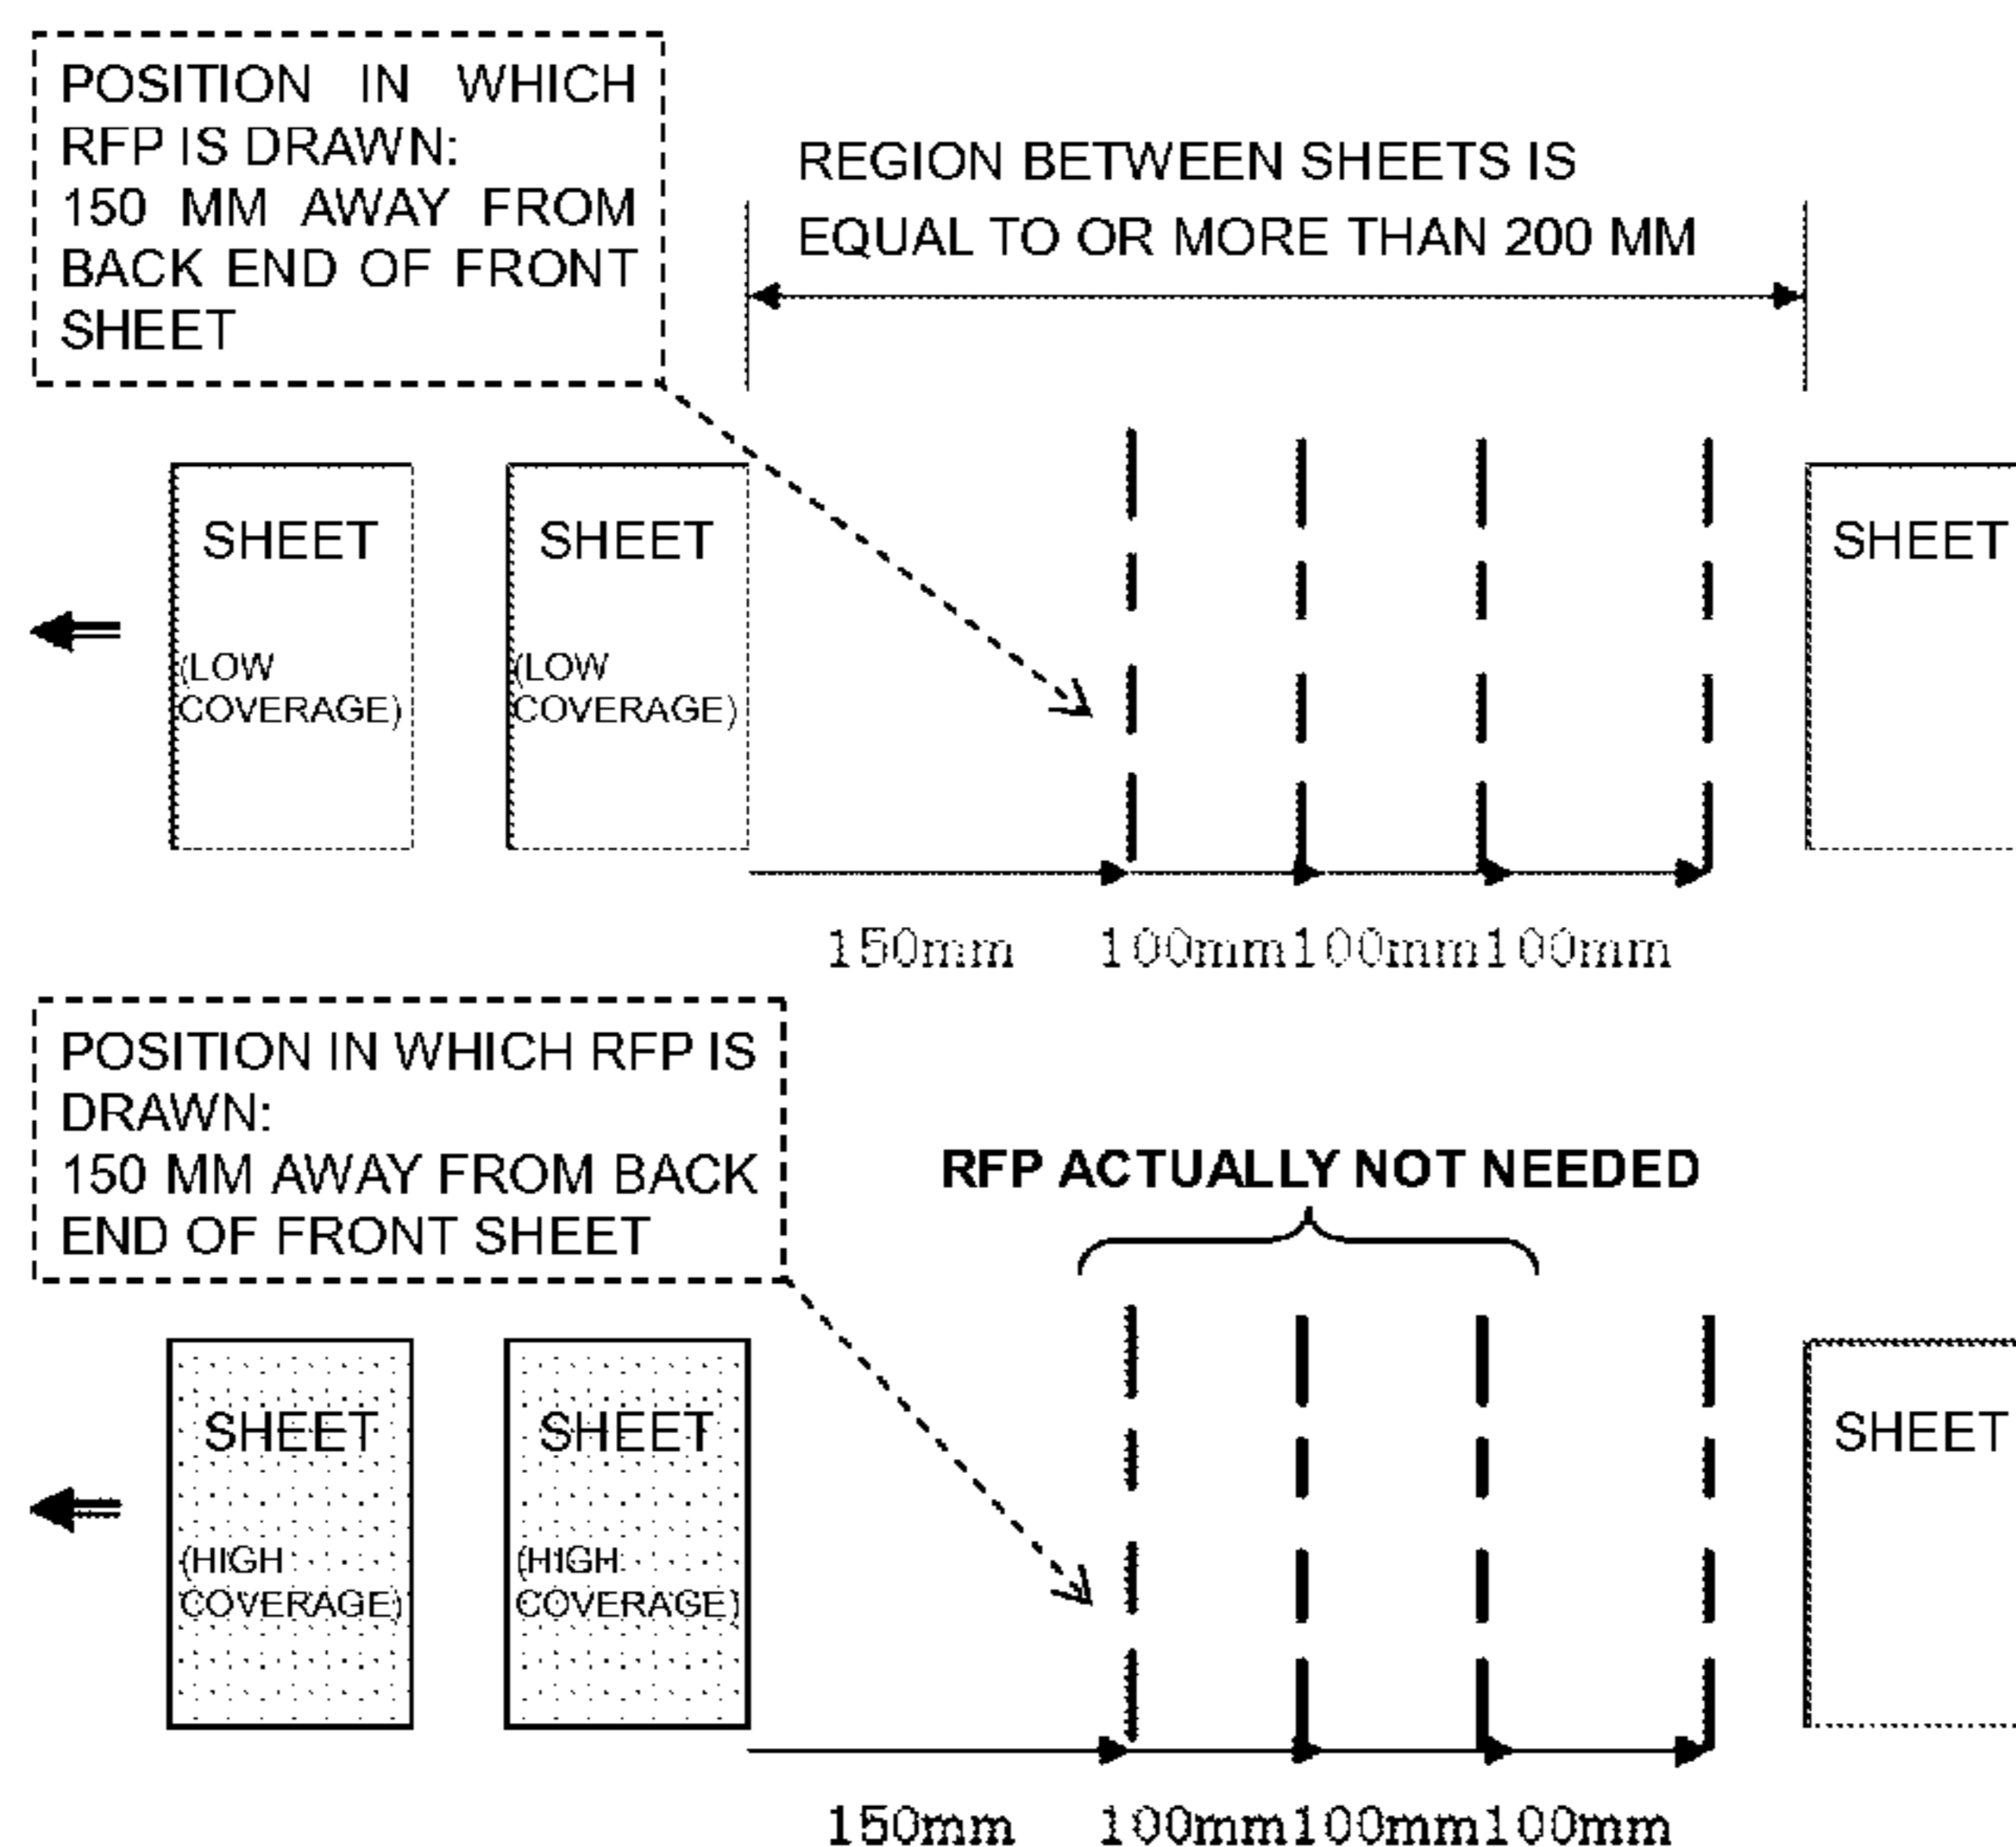 POSITION IN WHICH
RFP IS DRAWN:
150 MM AWAY FROM
BACK END OF FRONT
SHEET
REGION BETWEEN SHEETS IS
EQUAL TO OR MORE THAN 200 MM
SHEET
(LOW
COVERAGE)
SHEET
(LOW
COVERAGE)
SHEET
150mm 100mm100mm100mm
POSITION IN WHICH RFP IS
DRAWN:
150 MM AWAY FROM BACK
END OF FRONT SHEET
RFP ACTUALLY NOT NEEDED
SHEET
(HIGH
COVERAGE)
SHEET
(HIGH
COVERAGE)
SHEET
150mm 100mm100mm100mm